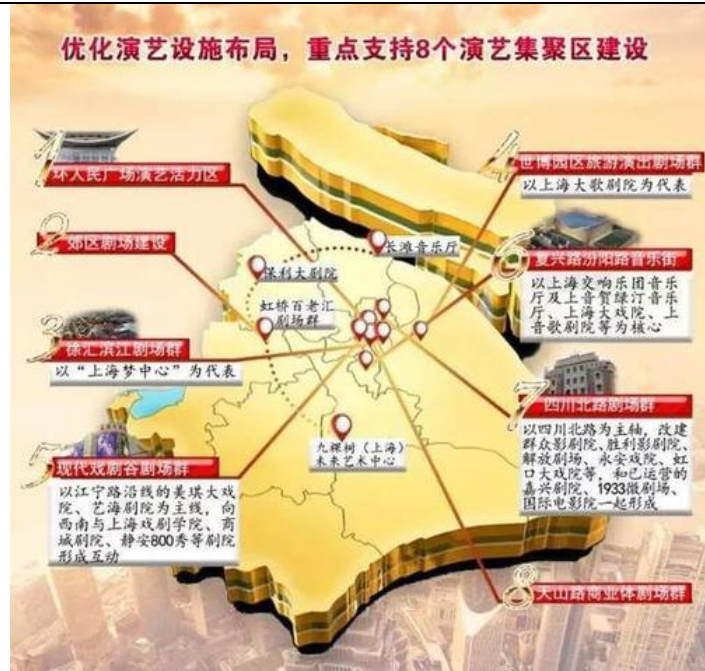 优化演艺设施布局，重点支持8个演艺集聚区建设
1
环人民广场演艺活力区
2
郊区剧场建设
3
徐汇滨江剧场群
以“上海梦中心”为代表
5
现代戏剧谷剧场群
以江宁路沿线的美琪大戏
院、艺海剧院为主线，向
西南与上海戏剧学院、商
城剧院、静安800秀等剧院
形成互动
长滩音乐厅
保利大剧院
虹桥百老汇
剧场群
九棵树（上海）
未来艺术中心
4
世博园区旅游演出剧场群
以上海大歌剧院为代表
6
复兴路汾阳路音乐街
以上海交响乐团音乐
厅及上音贺绿汀音乐
厅、上海大戏院、上
音歌剧院等为核心
7
四川北路剧场群
以四川北路为主轴，改建
群众影剧院、胜利影剧院、
解放剧场、永安戏院、虹
口大戏院等，和已运营的
嘉兴剧院、1933微剧场、
国际电影院一起形成
8
天山路商业体剧场群